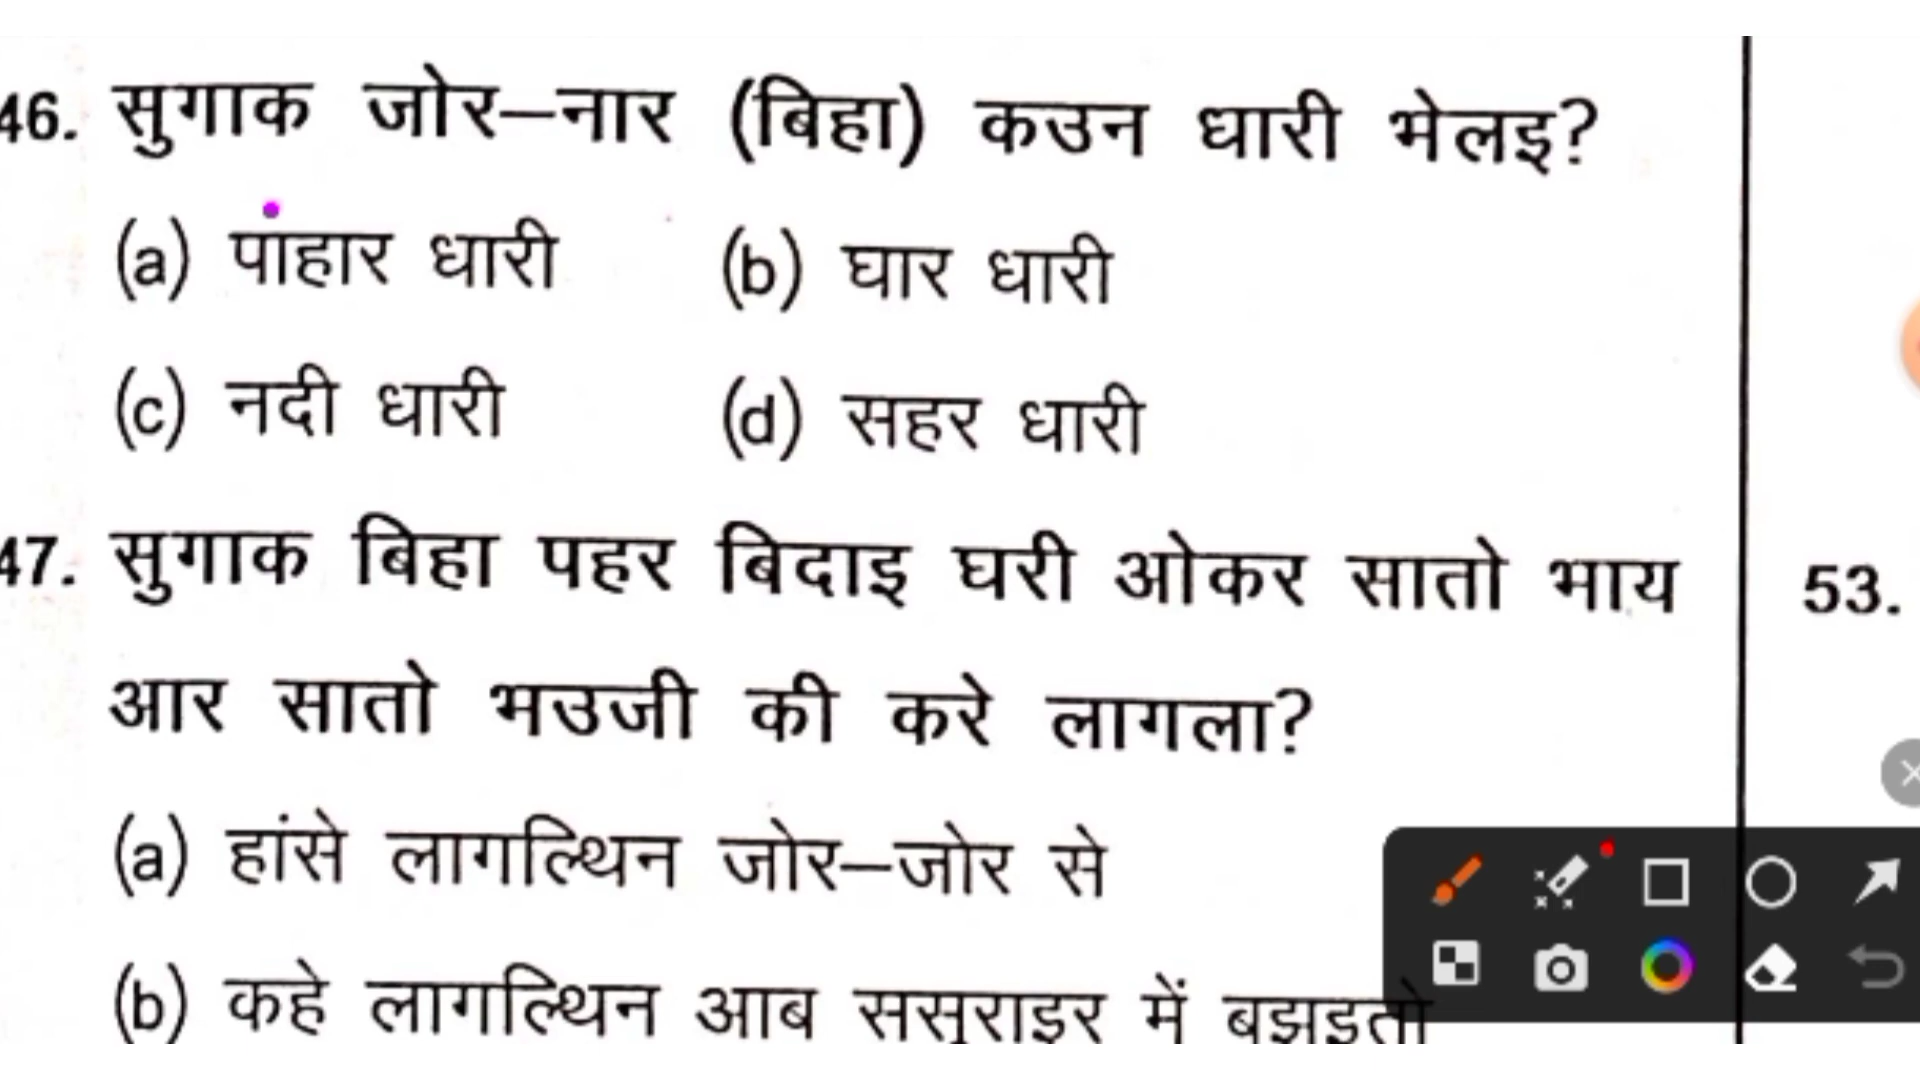 46. सुगाक जोर–नार (बिहा) कउन धारी भेलइ?
(a) पाहार धारी (b) घार धारी
(c) नदी धारी (d) सहर धारी
47. सुगाक बिहा पहर बिदाइ घरी ओकर सातो भाय
आर सातो भउजी की करे लागला?
(a) हांसे लागल्थिन जोर–जोर से
(b) कहे लागल्थिन आब ससुराइर में बुझइतो
53.